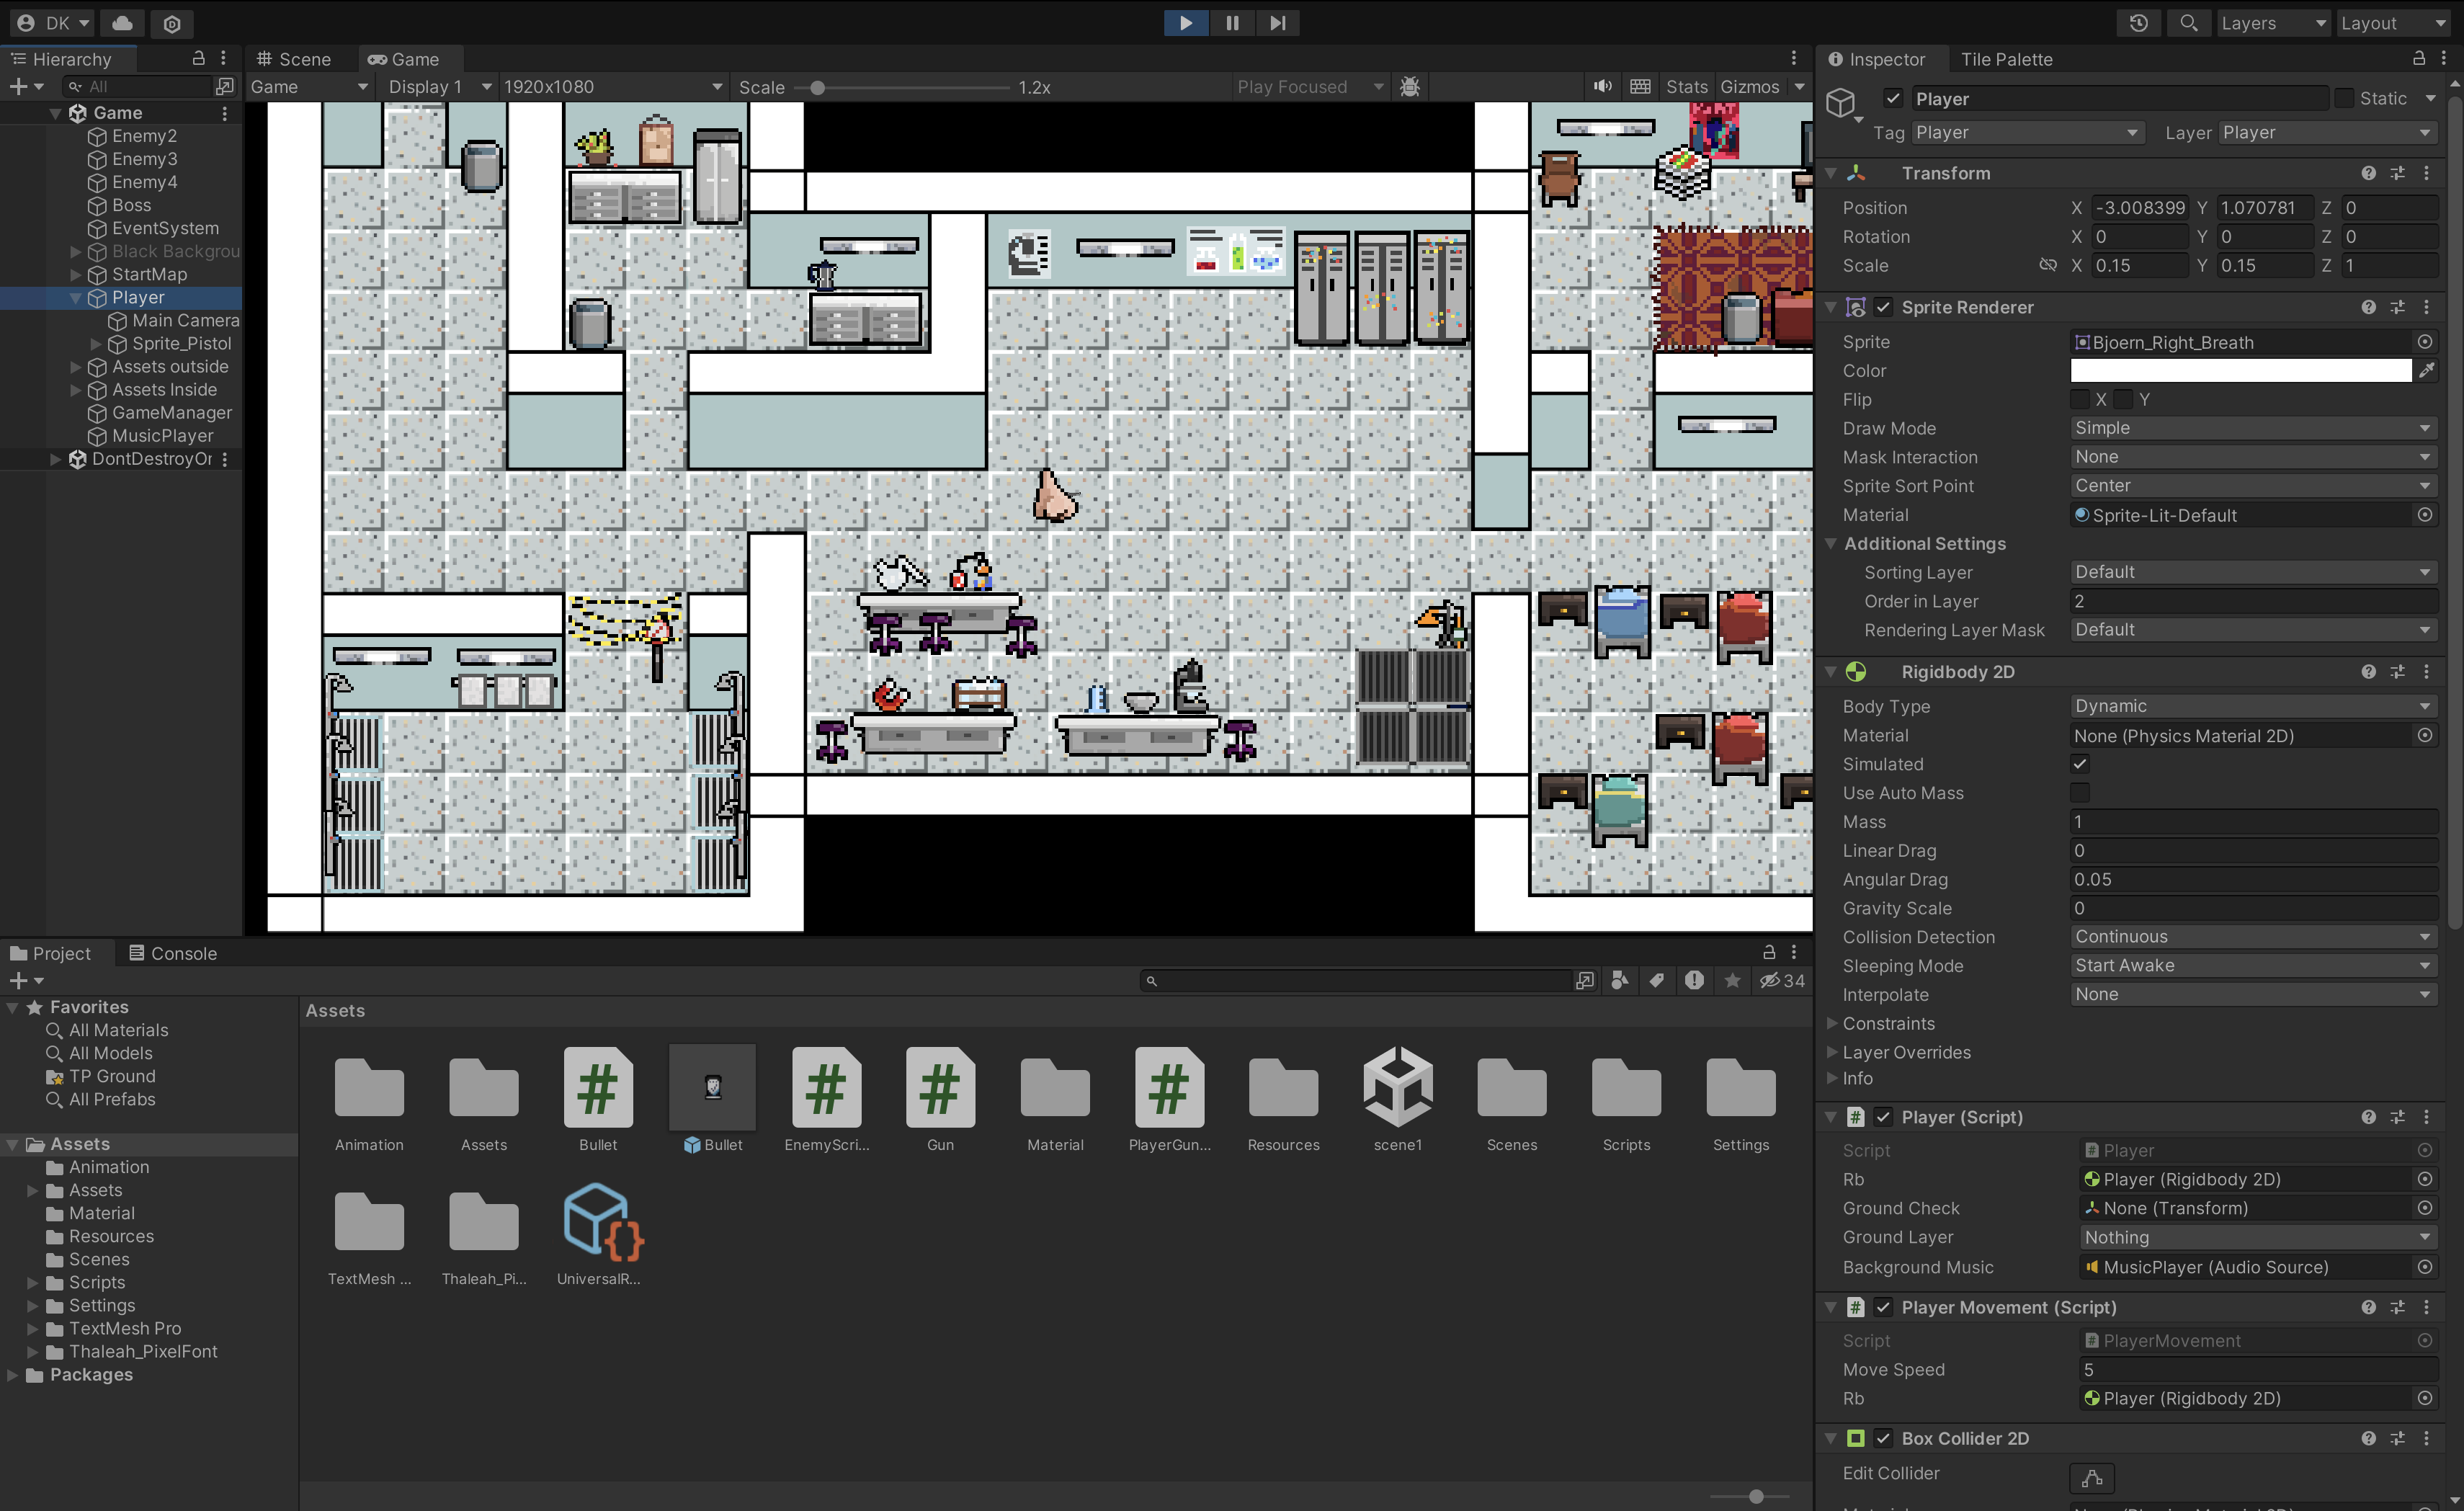 DK
Layers
Layout
Hierarchy
All
Game
Enemy2
Enemy3
Enemy4
Boss
EventSystem
Black Backgrou
StartMap
Player
Main Camera
Sprite_Pistol
Assets outside
Assets Inside
GameManager
MusicPlayer
DontDestroyOr
Scene
Game
Game
Display 1
1920x1080
Scale
1.2x
Play Focused
Stats
Gizmos
Inspector
Tile Palette
Player
Static
Tag
Player
Layer
Player
Transform
Position
X
-3.008399
Y
1.070781
Z
0
Rotation
X
0
Y
0
Z
0
Scale
X
0.15
Y
0.15
Z
1
Sprite Renderer
Sprite
Bjoern_Right_Breath
Color
Flip
X
Y
Draw Mode
Simple
Mask Interaction
None
Sprite Sort Point
Center
Material
Sprite-Lit-Default
Additional Settings
Sorting Layer
Default
Order in Layer
2
Rendering Layer Mask
Default
Rigidbody 2D
Body Type
Dynamic
Material
None (Physics Material 2D)
Simulated
Use Auto Mass
Mass
1
Linear Drag
0
Angular Drag
0.05
Gravity Scale
0
Collision Detection
Continuous
Sleeping Mode
Start Awake
Interpolate
None
Constraints
Layer Overrides
Info
Player (Script)
Script
Player
Rb
Player (Rigidbody 2D)
Ground Check
None (Transform)
Ground Layer
Nothing
Background Music
MusicPlayer (Audio Source)
Player Movement (Script)
Script
PlayerMovement
Move Speed
5
Rb
Player (Rigidbody 2D)
Box Collider 2D
Edit Collider
Project
Console
34
Favorites
All Materials
All Models
TP Ground
All Prefabs
Assets
Animation
Assets
Material
Resources
Scenes
Scripts
Settings
TextMesh Pro
Thaleah_PixelFont
Packages
Assets
Animation
Assets
Bullet
Bullet
EnemyScri...
Gun
Material
PlayerGun...
Resources
scene1
Scenes
Scripts
Settings
TextMesh ...
Thaleah_Pi...
UniversalR...